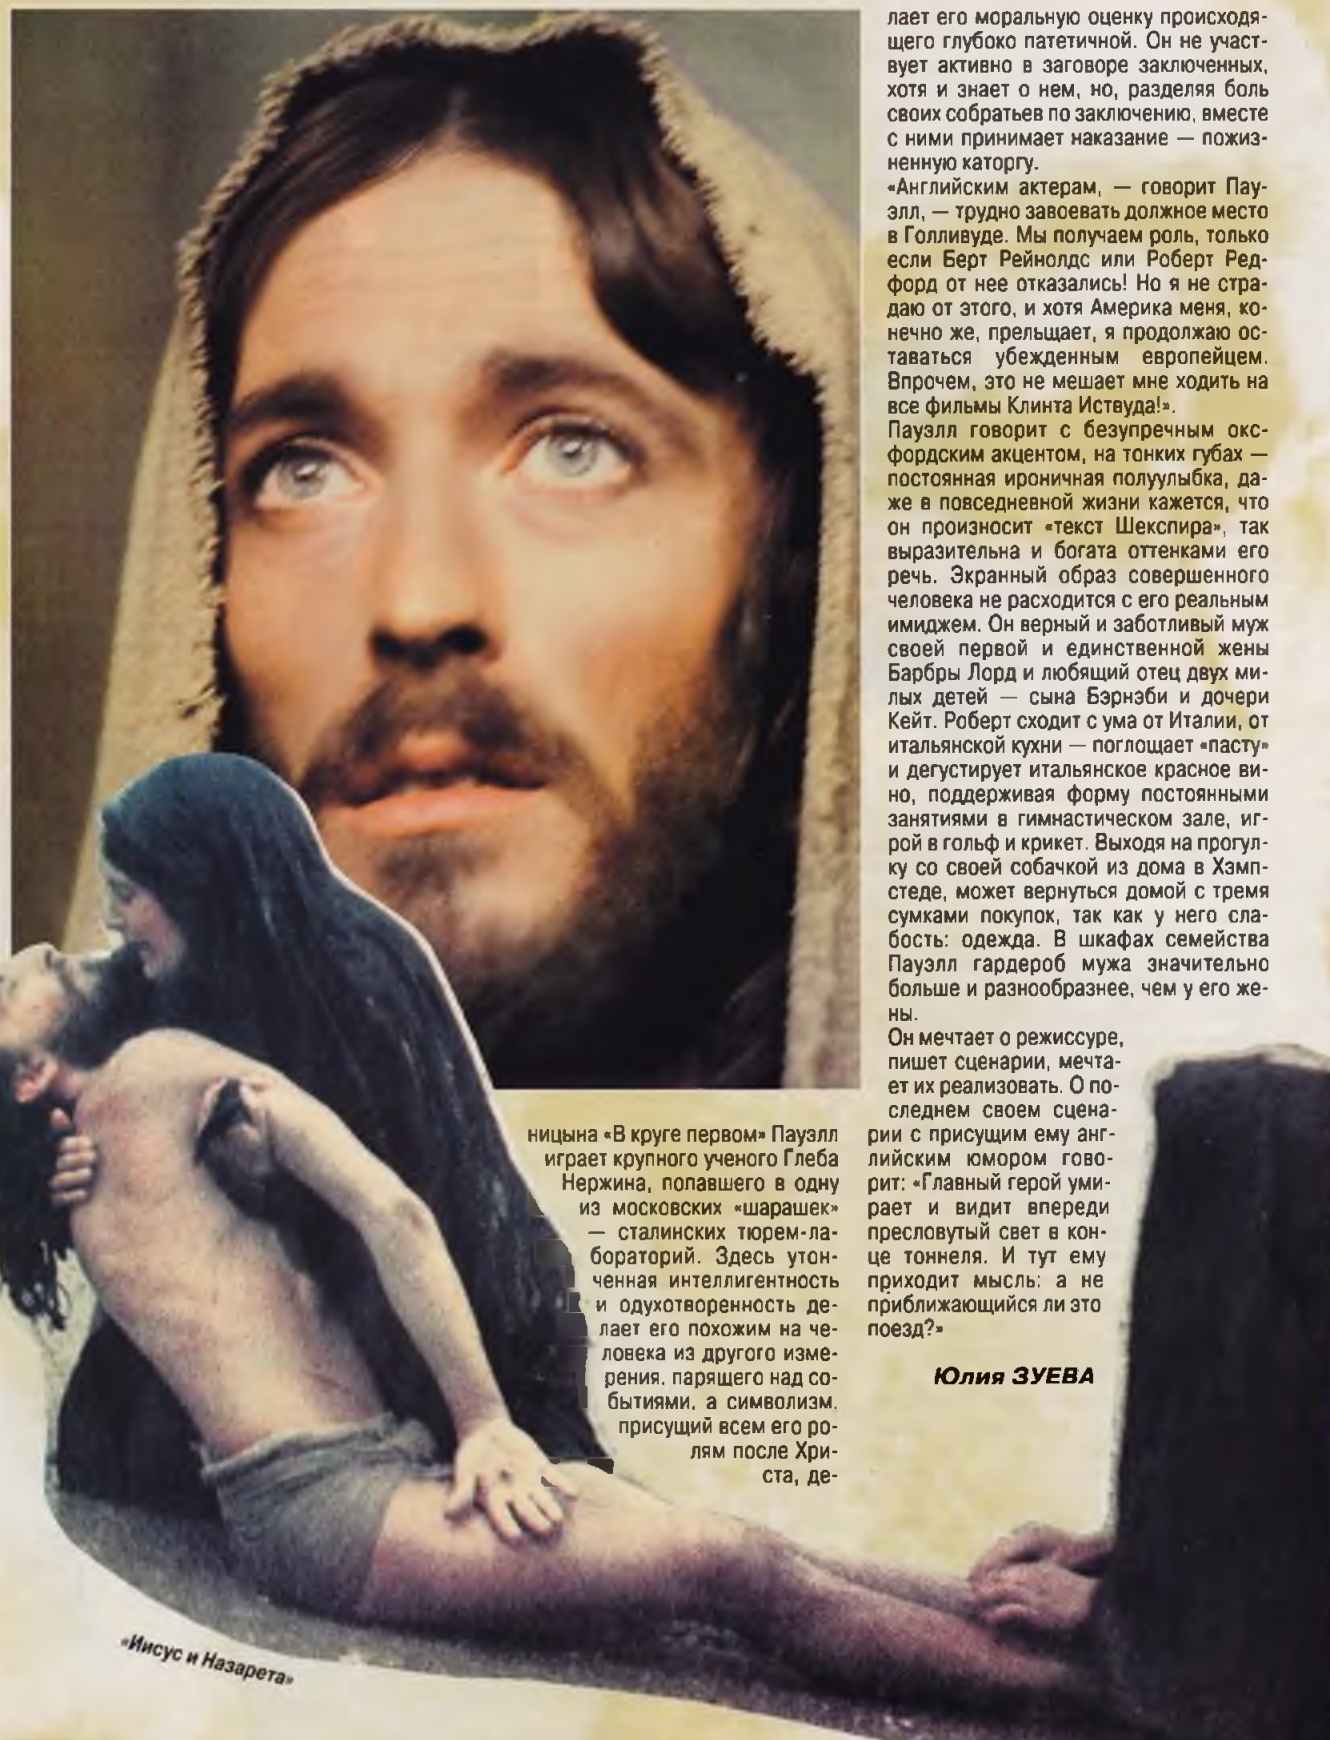 ницына «В круге первом» Пауэлл
играет крупного ученого Глеба
Нержина, попавшего в одну
из московских «шарашек»
— сталинских тюрем-ла-
бораторий. Здесь утон-
ченная интеллигентность
и одухотворенность де-
лает его похожим на че-
ловека из другого изме-
рения, парящего над со-
бытиями, а символизм,
присущий всем его ро-
лям после Хри-
ста, де-
лает его моральную оценку происходя-
щего глубоко патетичной. Он не участ-
вует активно в заговоре заключенных,
хотя и знает о нем, но, разделяя боль
своих собратьев по заключению, вместе
с ними принимает наказание — пожиз-
ненную каторгу.
«Английским актерам, — говорит Пау-
элл, — трудно завоевать должное место
в Голливуде. Мы получаем роль, только
если Берт Рейнолдс или Роберт Ред-
форд от нее отказались! Но я не стра-
даю от этого, и хотя Америка меня, ко-
нечно же, прельщает, я продолжаю ос-
таваться убежденным европейцем.
Впрочем, это не мешает мне ходить на
все фильмы Клинта Иствуда!».
Пауэлл говорит с безупречным окс-
фордским акцентом, на тонких губах —
постоянная ироничная полуулыбка, да-
же в повседневной жизни кажется, что
он произносит «текст Шекспира», так
выразительна и богата оттенками его
речь. Экранный образ совершенного
человека не расходится с его реальным
имиджем. Он верный и заботливый муж
своей первой и единственной жены
Барбры Лорд и любящий отец двух ми-
лых детей — сына Бэрнэби и дочери
Кейт. Роберт сходит с ума от Италии, от
итальянской кухни — поглощает «пасту»
и дегустирует итальянское красное ви-
но, поддерживая форму постоянными
занятиями в гимнастическом зале, иг-
рой в гольф и крикет. Выходя на прогул-
ку со своей собачкой из дома в Хэмп-
стеде, может вернуться домой с тремя
сумками покупок, так как у него сла-
бость: одежда. В шкафах семейства
Пауэлл гардероб мужа значительно
больше и разнообразнее, чем у его же-
ны.
Он мечтает о режиссуре,
пишет сценарии, мечта-
ет их реализовать. О по-
следнем своем сцена-
рии с присущим ему анг-
лийским юмором гово-
рит: «Главный герой уми-
рает и видит впереди
пресловутый свет в кон-
це тоннеля. И тут ему
приходит мысль: а не
приближающийся ли это
поезд?»
Юлия ЗУЕВА
«Иисус и Назарета»